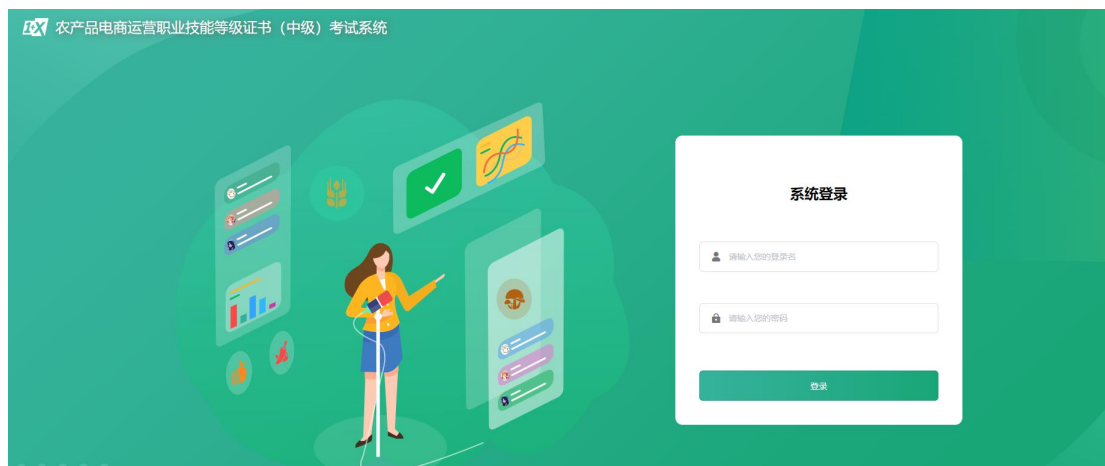 1+X 农产品电商运营职业技能等级证书（中级）考试系统
系统登录
请输入您的登录名
请输入您的密码
登录